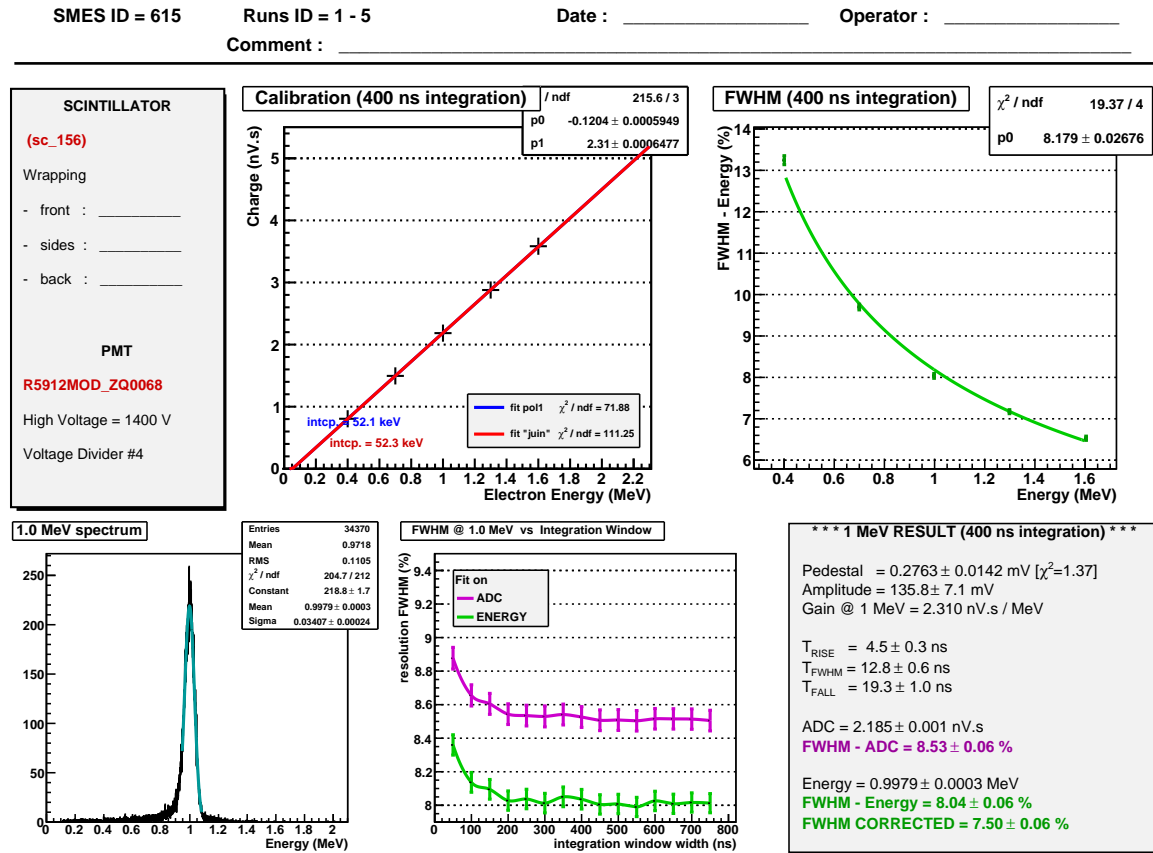 SMES ID = 615 Runs ID = 1 - 5 Date : ____________________ Operator : ___________________
Comment : ____________________________________________________________________________________
SCINTILLATOR
(sc_156)
Wrapping
- front : __________
- sides : __________
- back : __________
PMT
R5912MOD_ZQ0068
High Voltage = 1400 V
Voltage Divider #4
Calibration (400 ns integration)
/ ndf 215.6 / 3
p0 -0.1204 ± 0.0005949
p1 2.31 ± 0.0006477
Charge (nV.s)
5
4
3
2
1
0
intcp. = 52.1 keV
intcp. = 52.3 keV
fit pol1 χ² / ndf = 71.88
fit "juin" χ² / ndf = 111.25
0 0.2 0.4 0.6 0.8 1 1.2 1.4 1.6 1.8 2 2.2
Electron Energy (MeV)
FWHM (400 ns integration)
χ² / ndf 19.37 / 4
p0 8.179 ± 0.02676
FWHM - Energy (%)
14
13
12
11
10
9
8
7
6
0.4 0.6 0.8 1 1.2 1.4 1.6
Energy (MeV)
1.0 MeV spectrum
Entries 34370
Mean 0.9718
RMS 0.1105
χ² / ndf 204.7 / 212
Constant 218.8 ± 1.7
Mean 0.9979 ± 0.0003
Sigma 0.03407 ± 0.00024
250
200
150
100
50
0
0 0.2 0.4 0.6 0.8 1 1.2 1.4 1.6 1.8 2
Energy (MeV)
FWHM @ 1.0 MeV vs Integration Window
resolution FWHM (%)
9.4
9.2
9
8.8
8.6
8.4
8.2
8
Fit on
ADC
ENERGY
0 100 200 300 400 500 600 700 800
integration window width (ns)
* * * 1 MeV RESULT (400 ns integration) * * *
Pedestal = 0.2763 ± 0.0142 mV [χ²=1.37]
Amplitude = 135.8 ± 7.1 mV
Gain @ 1 MeV = 2.310 nV.s / MeV
T_RISE = 4.5 ± 0.3 ns
T_FWHM = 12.8 ± 0.6 ns
T_FALL = 19.3 ± 1.0 ns
ADC = 2.185 ± 0.001 nV.s
FWHM - ADC = 8.53 ± 0.06 %
Energy = 0.9979 ± 0.0003 MeV
FWHM - Energy = 8.04 ± 0.06 %
FWHM CORRECTED = 7.50 ± 0.06 %